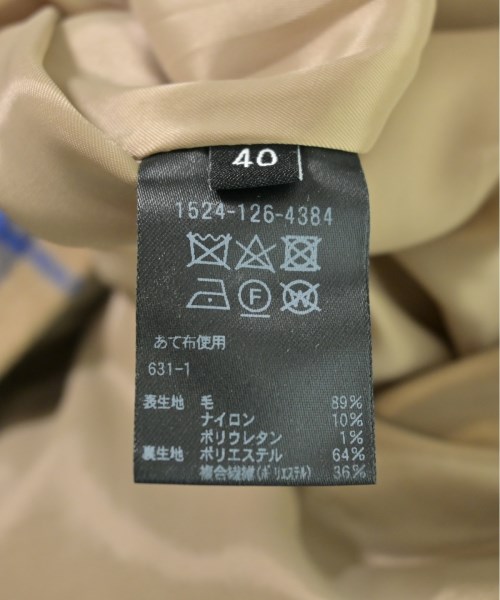 40
1524-126-4384
F
W
あて布使用
631-1
表生地 毛 89%
ナイロン 10%
ポリウレタン 1%
裏生地 ポリエステル 64%
複合繊維(ポリエステル) 36%